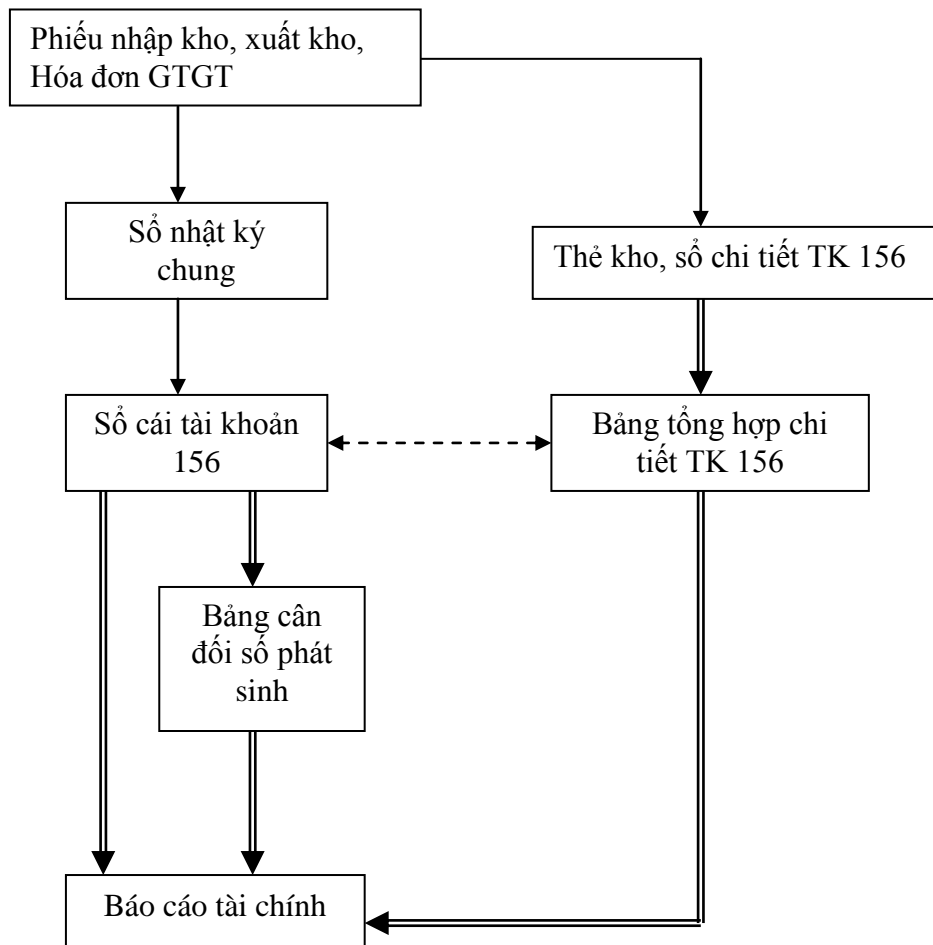 Phiếu nhập kho, xuất kho,
Hóa đơn GTGT
Sổ nhật ký
chung
Thẻ kho, sổ chi tiết TK 156
Sổ cái tài khoản
156
Bảng tổng hợp chi
tiết TK 156
Bảng cân
đối số phát
sinh
Báo cáo tài chính